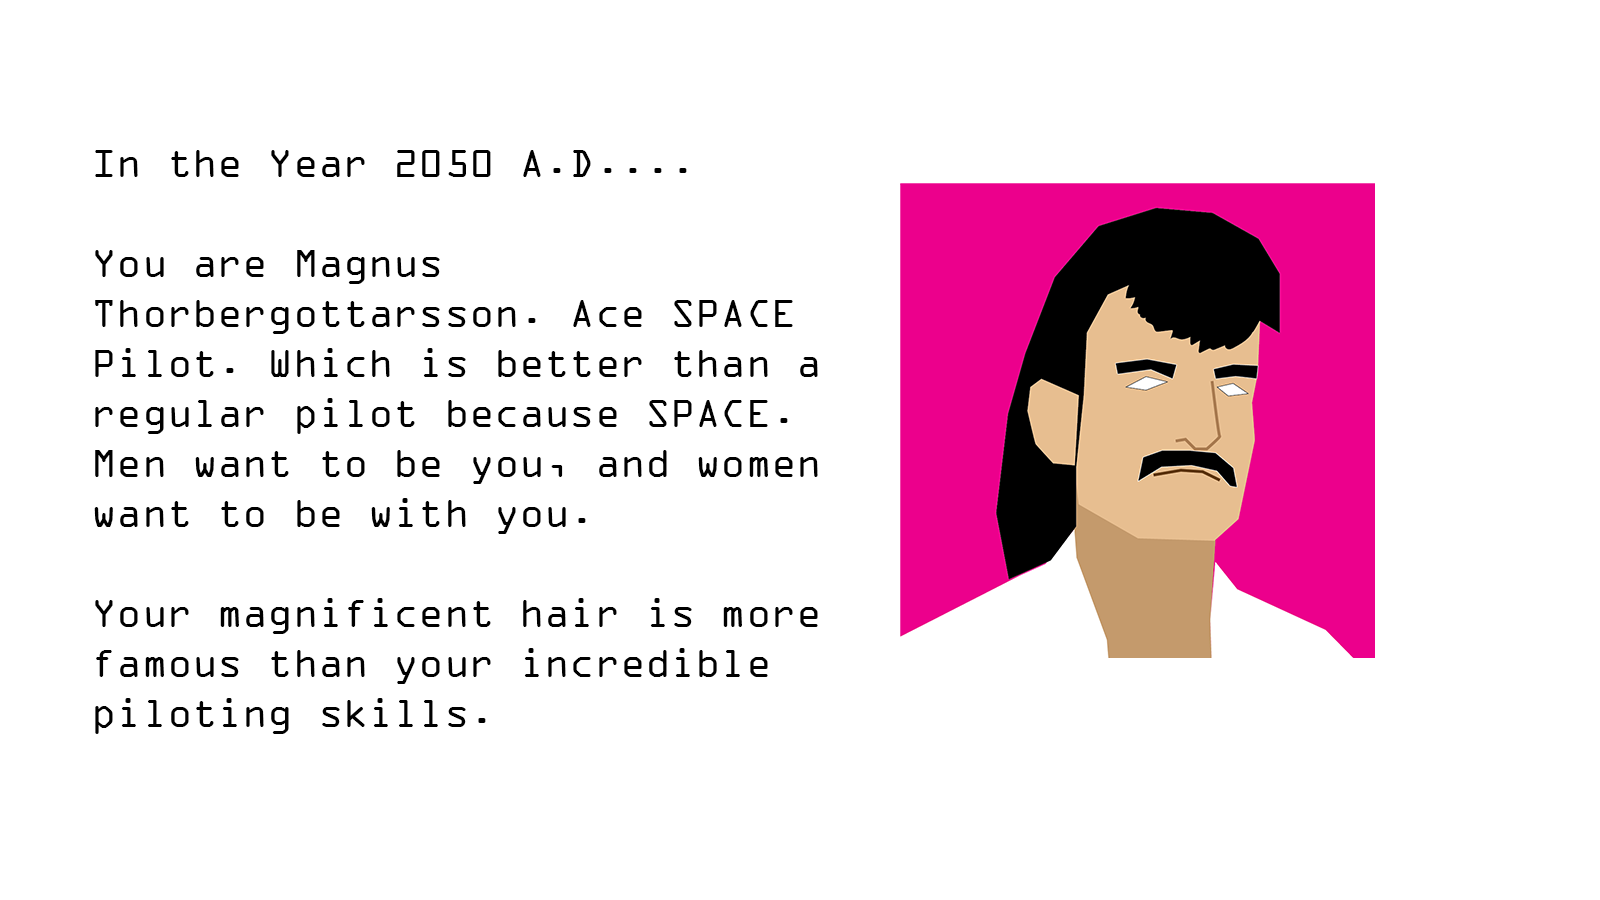 In the Year 2050 A.D....
You are Magnus
Thorbergottarsson. Ace SPACE
Pilot. Which is better than a
regular pilot because SPACE.
Men want to be you, and women
want to be with you.
Your magnificent hair is more
famous than your incredible
piloting skills.